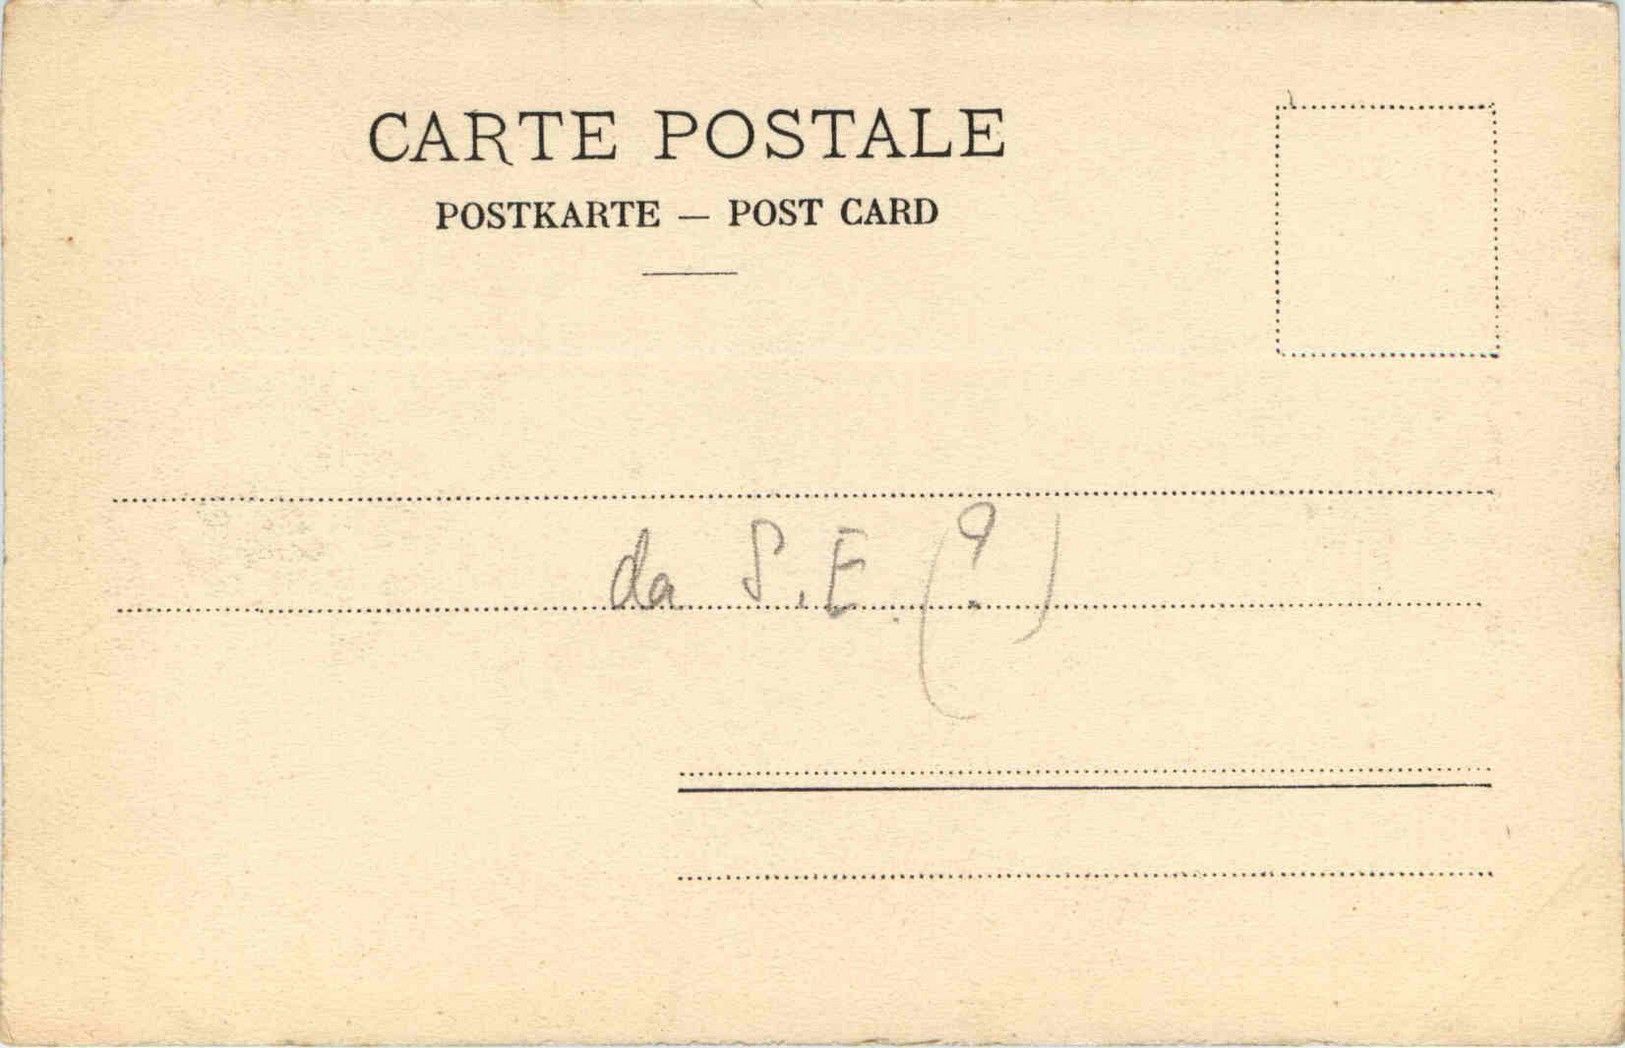 CARTE POSTALE
POSTKARTE — POST CARD
da S.E. (?)